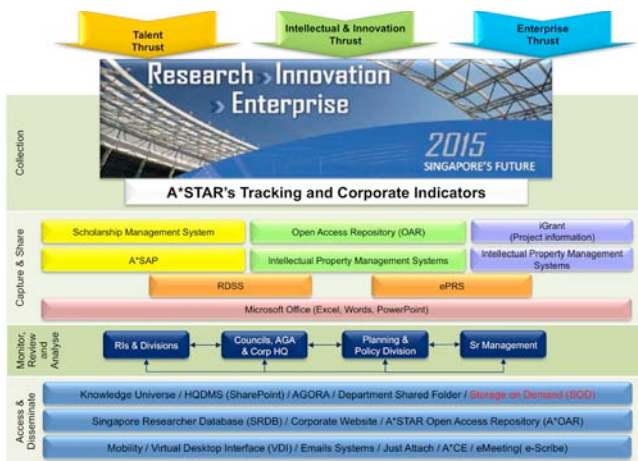 Talent
Thrust
Intellectual & Innovation
Thrust
Enterprise
Thrust
Research > Innovation
> Enterprise
2015
SINGAPORE'S FUTURE
Collection
A*STAR's Tracking and Corporate Indicators
Capture & Share
Scholarship Management System
Open Access Repository (OAR)
iGrant
(Project information)
A*SAP
Intellectual Property Management Systems
Intellectual Property Management
Systems
RDSS
ePRS
Microsoft Office (Excel, Words, PowerPoint)
Monitor,
Review
and
Analyse
RIs & Divisions
Councils, AGA
& Corp HQ
Planning &
Policy Division
Sr Management
Access &
Disseminate
Knowledge Universe / HQDMS (SharePoint) / AGORA / Department Shared Folder / Storage on Demand (SOD)
Singapore Researcher Database (SRDB) / Corporate Website / A*STAR Open Access Repository (A*OAR)
Mobility / Virtual Desktop Interface (VDI) / Emails Systems / Just Attach / A*CE / eMeeting( e-Scribe)